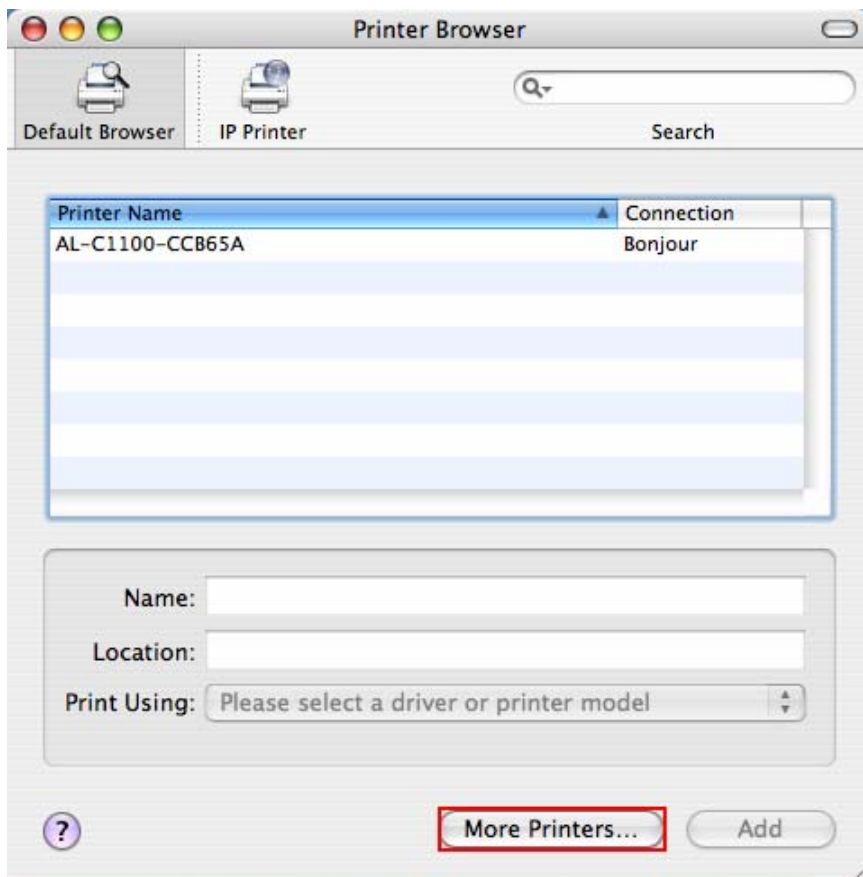 Printer Browser
Default Browser
IP Printer
Search
Printer Name Connection
AL-C1100-CCB65A Bonjour
Name:
Location:
Print Using: Please select a driver or printer model
? More Printers... Add